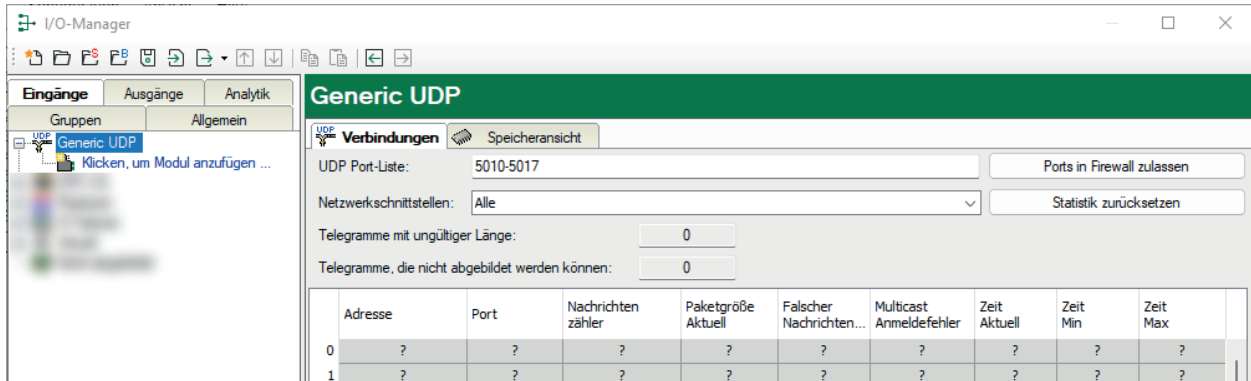 I/O-Manager
Eingänge Ausgänge Analytik
Gruppen Allgemein
UDP Generic UDP
Klicken, um Modul anzufügen ...
Generic UDP
UDP Verbindungen Speicheransicht
UDP Port-Liste: 5010-5017 Ports in Firewall zulassen
Netzwerkschnittstellen: Alle Statistik zurücksetzen
Telegramme mit ungültiger Länge: 0
Telegramme, die nicht abgebildet werden können: 0
Adresse Port Nachrichten zähler Paketgröße Aktuell Falscher Nachrichten... Multicast Anmeldefehler Zeit Aktuell Zeit Min Zeit Max
0 ? ? ? ? ? ? ? ? ?
1 ? ? ? ? ? ? ? ? ?